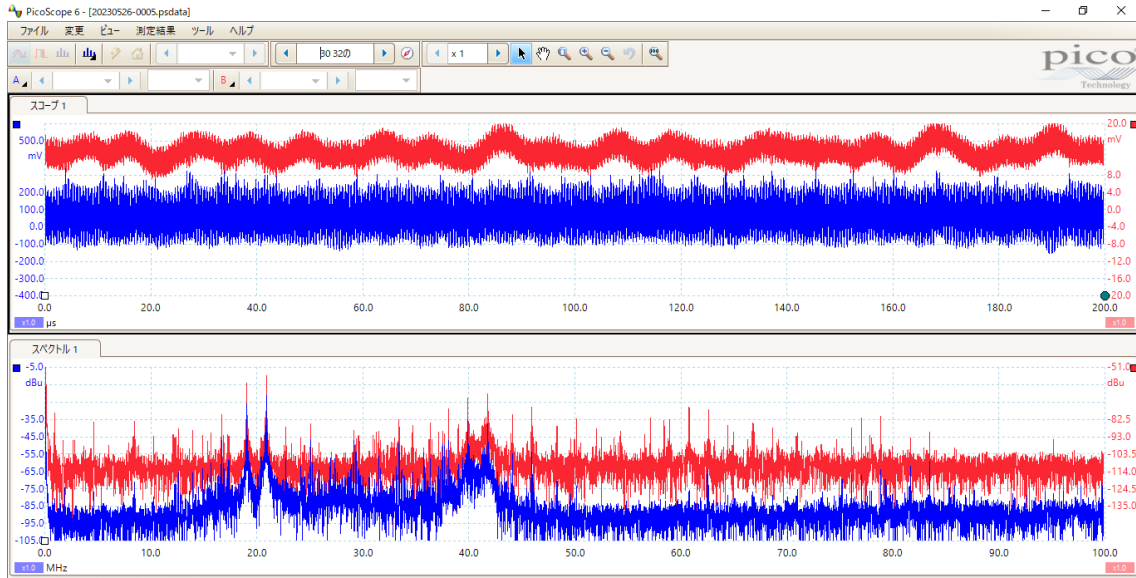 PicoScope 6 - [20230526-0005.psdata]
ファイル 変更 ビュー 測定結果 ツール ヘルプ
30 320 x 1
pico
Technology
A B
スコープ 1
500.0 20.0
mV mV
8.0
200.0 4.0
100.0 0.0
0.0 -4.0
-100.0 -8.0
-200.0 -12.0
-300.0 -16.0
-400.0 20.0
0.0 20.0 40.0 60.0 80.0 100.0 120.0 140.0 160.0 180.0 200.0
x1.0 µs x1.0
スペクトル 1
-5.0 -51.0
dBu dBu
-35.0 -82.5
-45.0 -93.0
-55.0 -103.5
-65.0 -114.0
-75.0 -124.5
-85.0 -135.0
-95.0
-105.0
0.0 10.0 20.0 30.0 40.0 50.0 60.0 70.0 80.0 90.0 100.0
x1.0 MHz x1.0